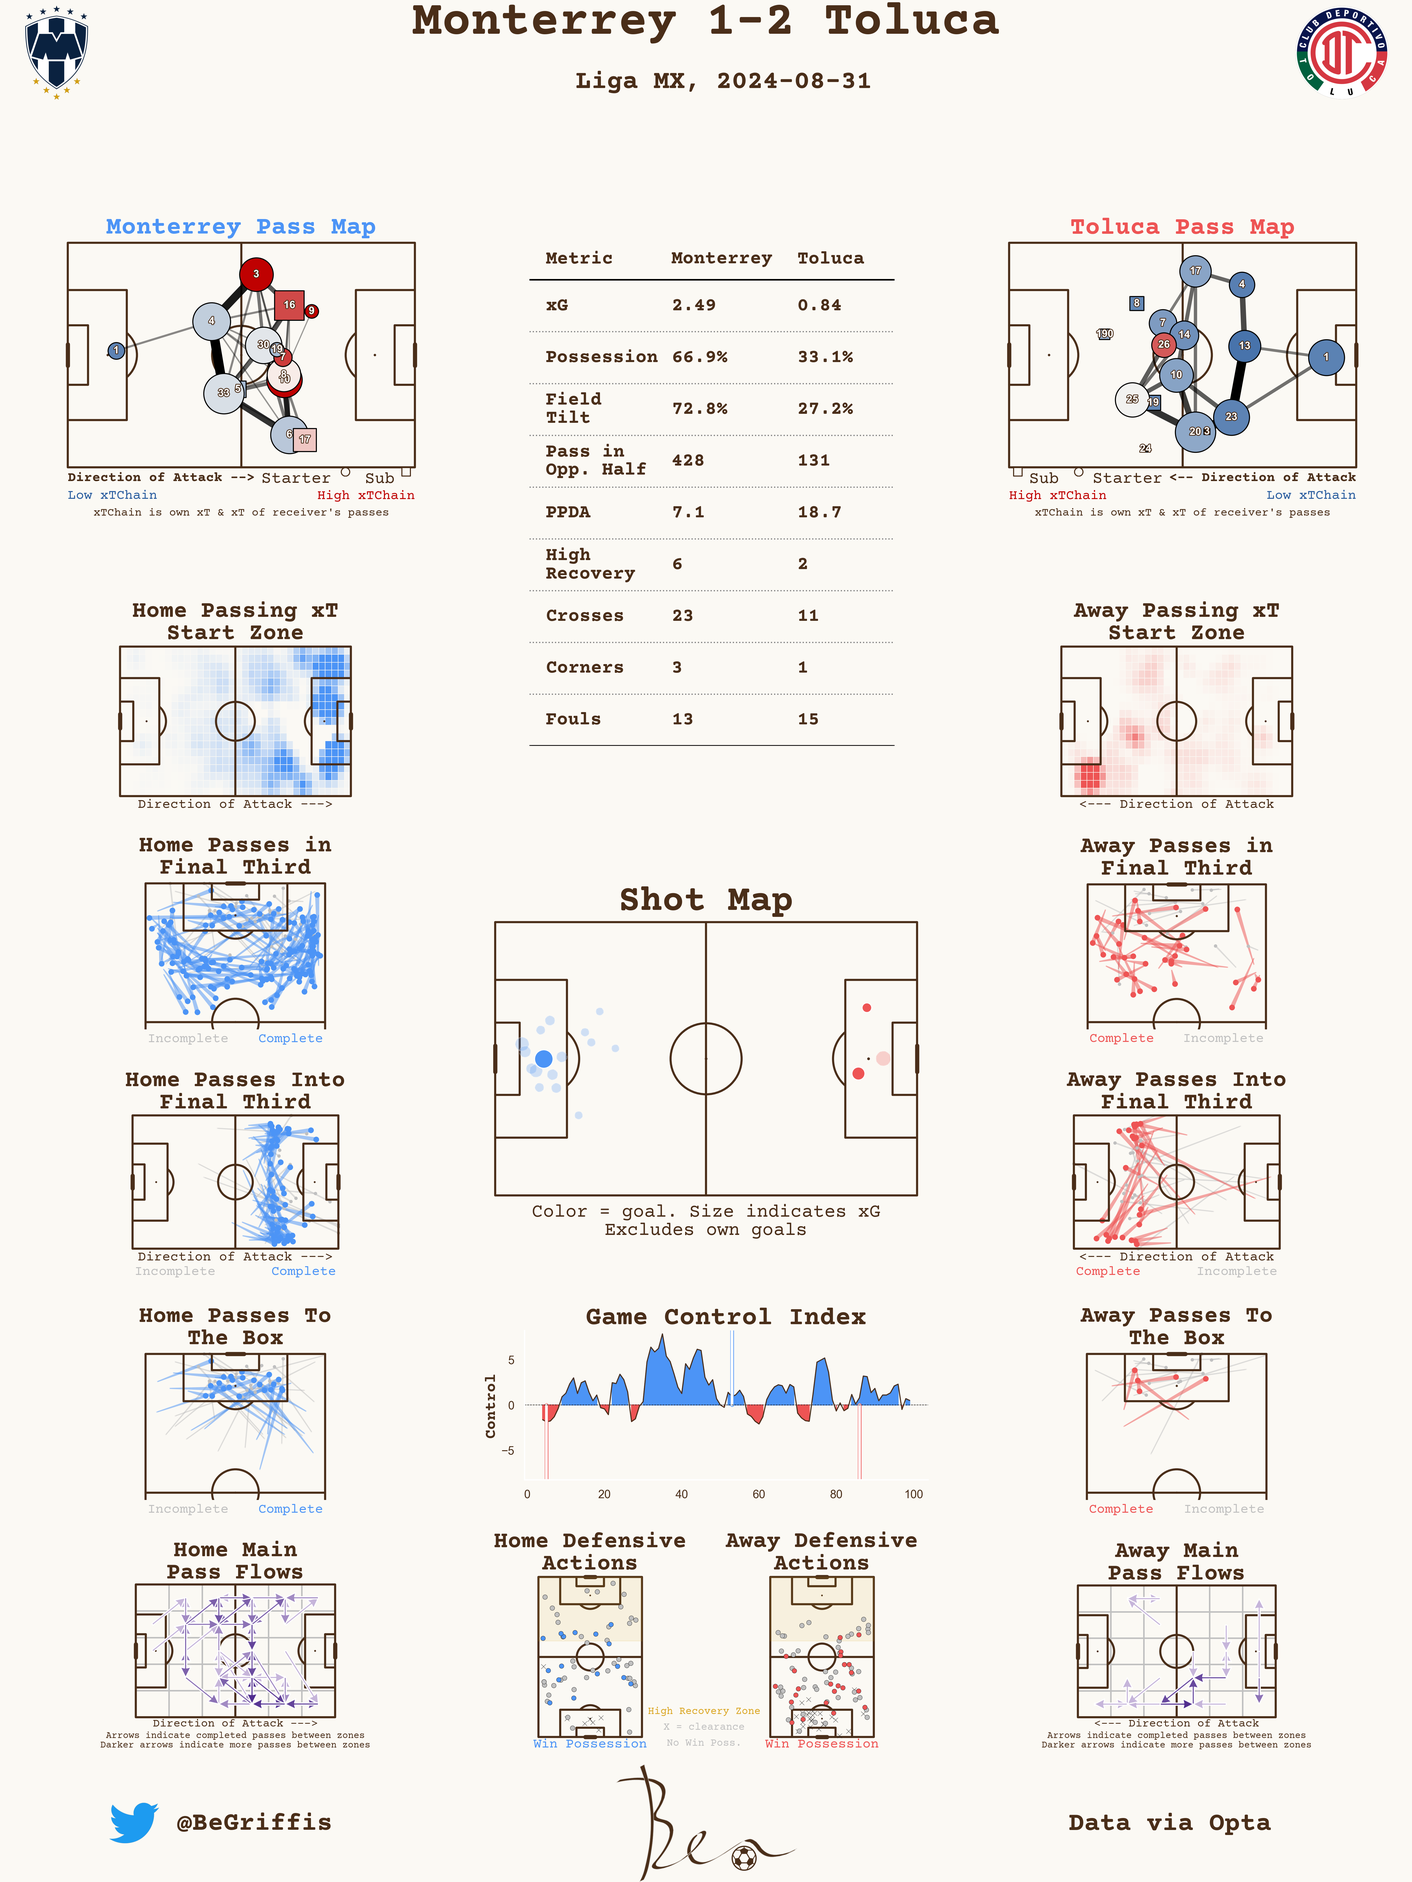 Monterrey 1-2 Toluca
Liga MX, 2024-08-31
CLUB DEPORTIVO
TOLUCA
Monterrey Pass Map
3
16
9
4
30
19
7
1
8
10
33
5
6
17
Direction of Attack --> Starter Sub
Low xTChain High xTChain
xTChain is own xT & xT of receiver's passes
Metric Monterrey Toluca
xG 2.49 0.84
Possession 66.9% 33.1%
Field
Tilt 72.8% 27.2%
Pass in
Opp. Half 428 131
PPDA 7.1 18.7
High
Recovery 6 2
Crosses 23 11
Corners 3 1
Fouls 13 15
Toluca Pass Map
17
4
8
7
190
14
26
13
1
10
25
19
23
20
3
24
Sub Starter <-- Direction of Attack
High xTChain Low xTChain
xTChain is own xT & xT of receiver's passes
Home Passing xT
Start Zone
Direction of Attack --->
Away Passing xT
Start Zone
<--- Direction of Attack
Home Passes in
Final Third
Incomplete Complete
Away Passes in
Final Third
Complete Incomplete
Shot Map
Color = goal. Size indicates xG
Excludes own goals
Home Passes Into
Final Third
Direction of Attack --->
Incomplete Complete
Away Passes Into
Final Third
<--- Direction of Attack
Complete Incomplete
Home Passes To
The Box
Incomplete Complete
Game Control Index
Control
5
0
−5
0 20 40 60 80 100
Away Passes To
The Box
Complete Incomplete
Home Main
Pass Flows
Direction of Attack --->
Arrows indicate completed passes between zones
Darker arrows indicate more passes between zones
Home Defensive
Actions
Win Possession
Away Defensive
Actions
Win Possession
High Recovery Zone
X = clearance
No Win Poss.
Away Main
Pass Flows
<--- Direction of Attack
Arrows indicate completed passes between zones
Darker arrows indicate more passes between zones
@BeGriffis
Ben
Data via Opta